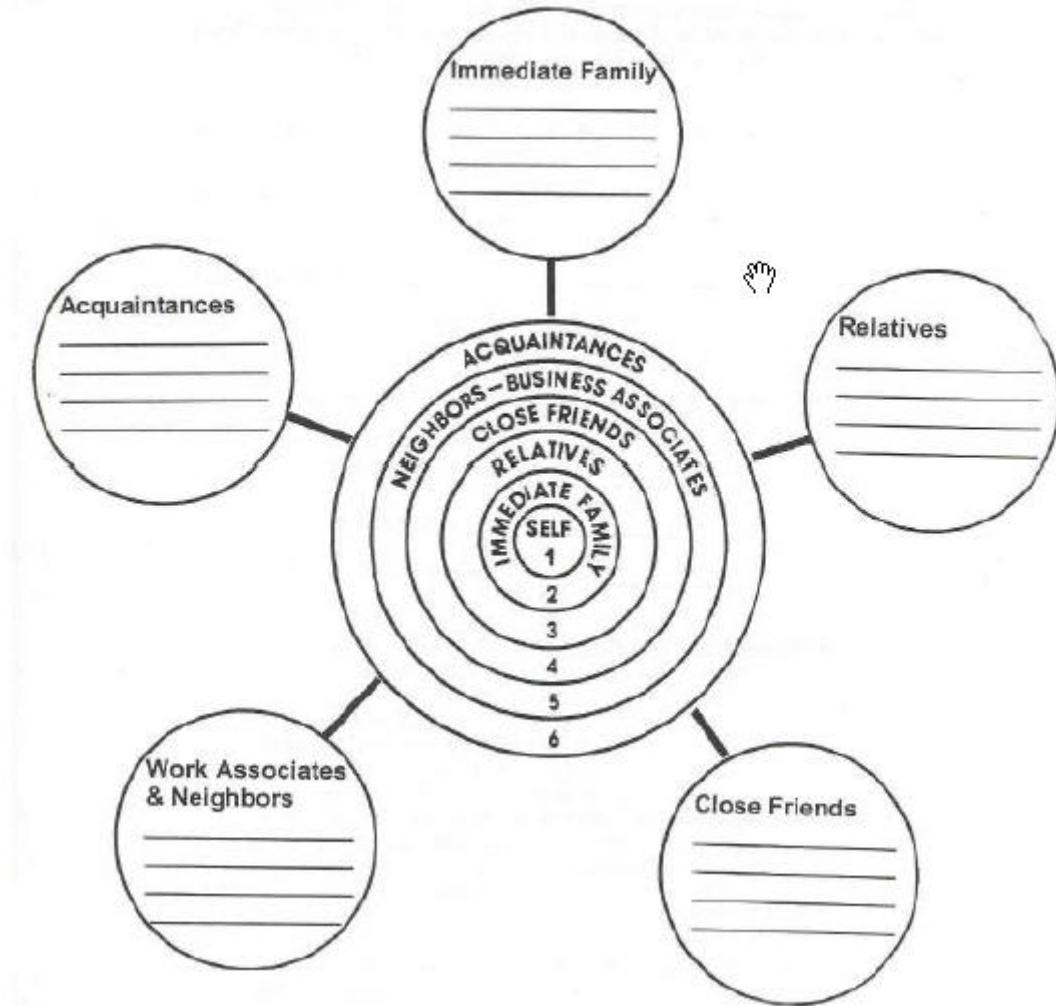 Immediate Family
Acquaintances
Relatives
ACQUAINTANCES
NEIGHBORS-BUSINESS ASSOCIATES
CLOSE FRIENDS
RELATIVES
IMMEDIATE FAMILY
SELF
1
2
3
4
5
6
Work Associates
& Neighbors
Close Friends